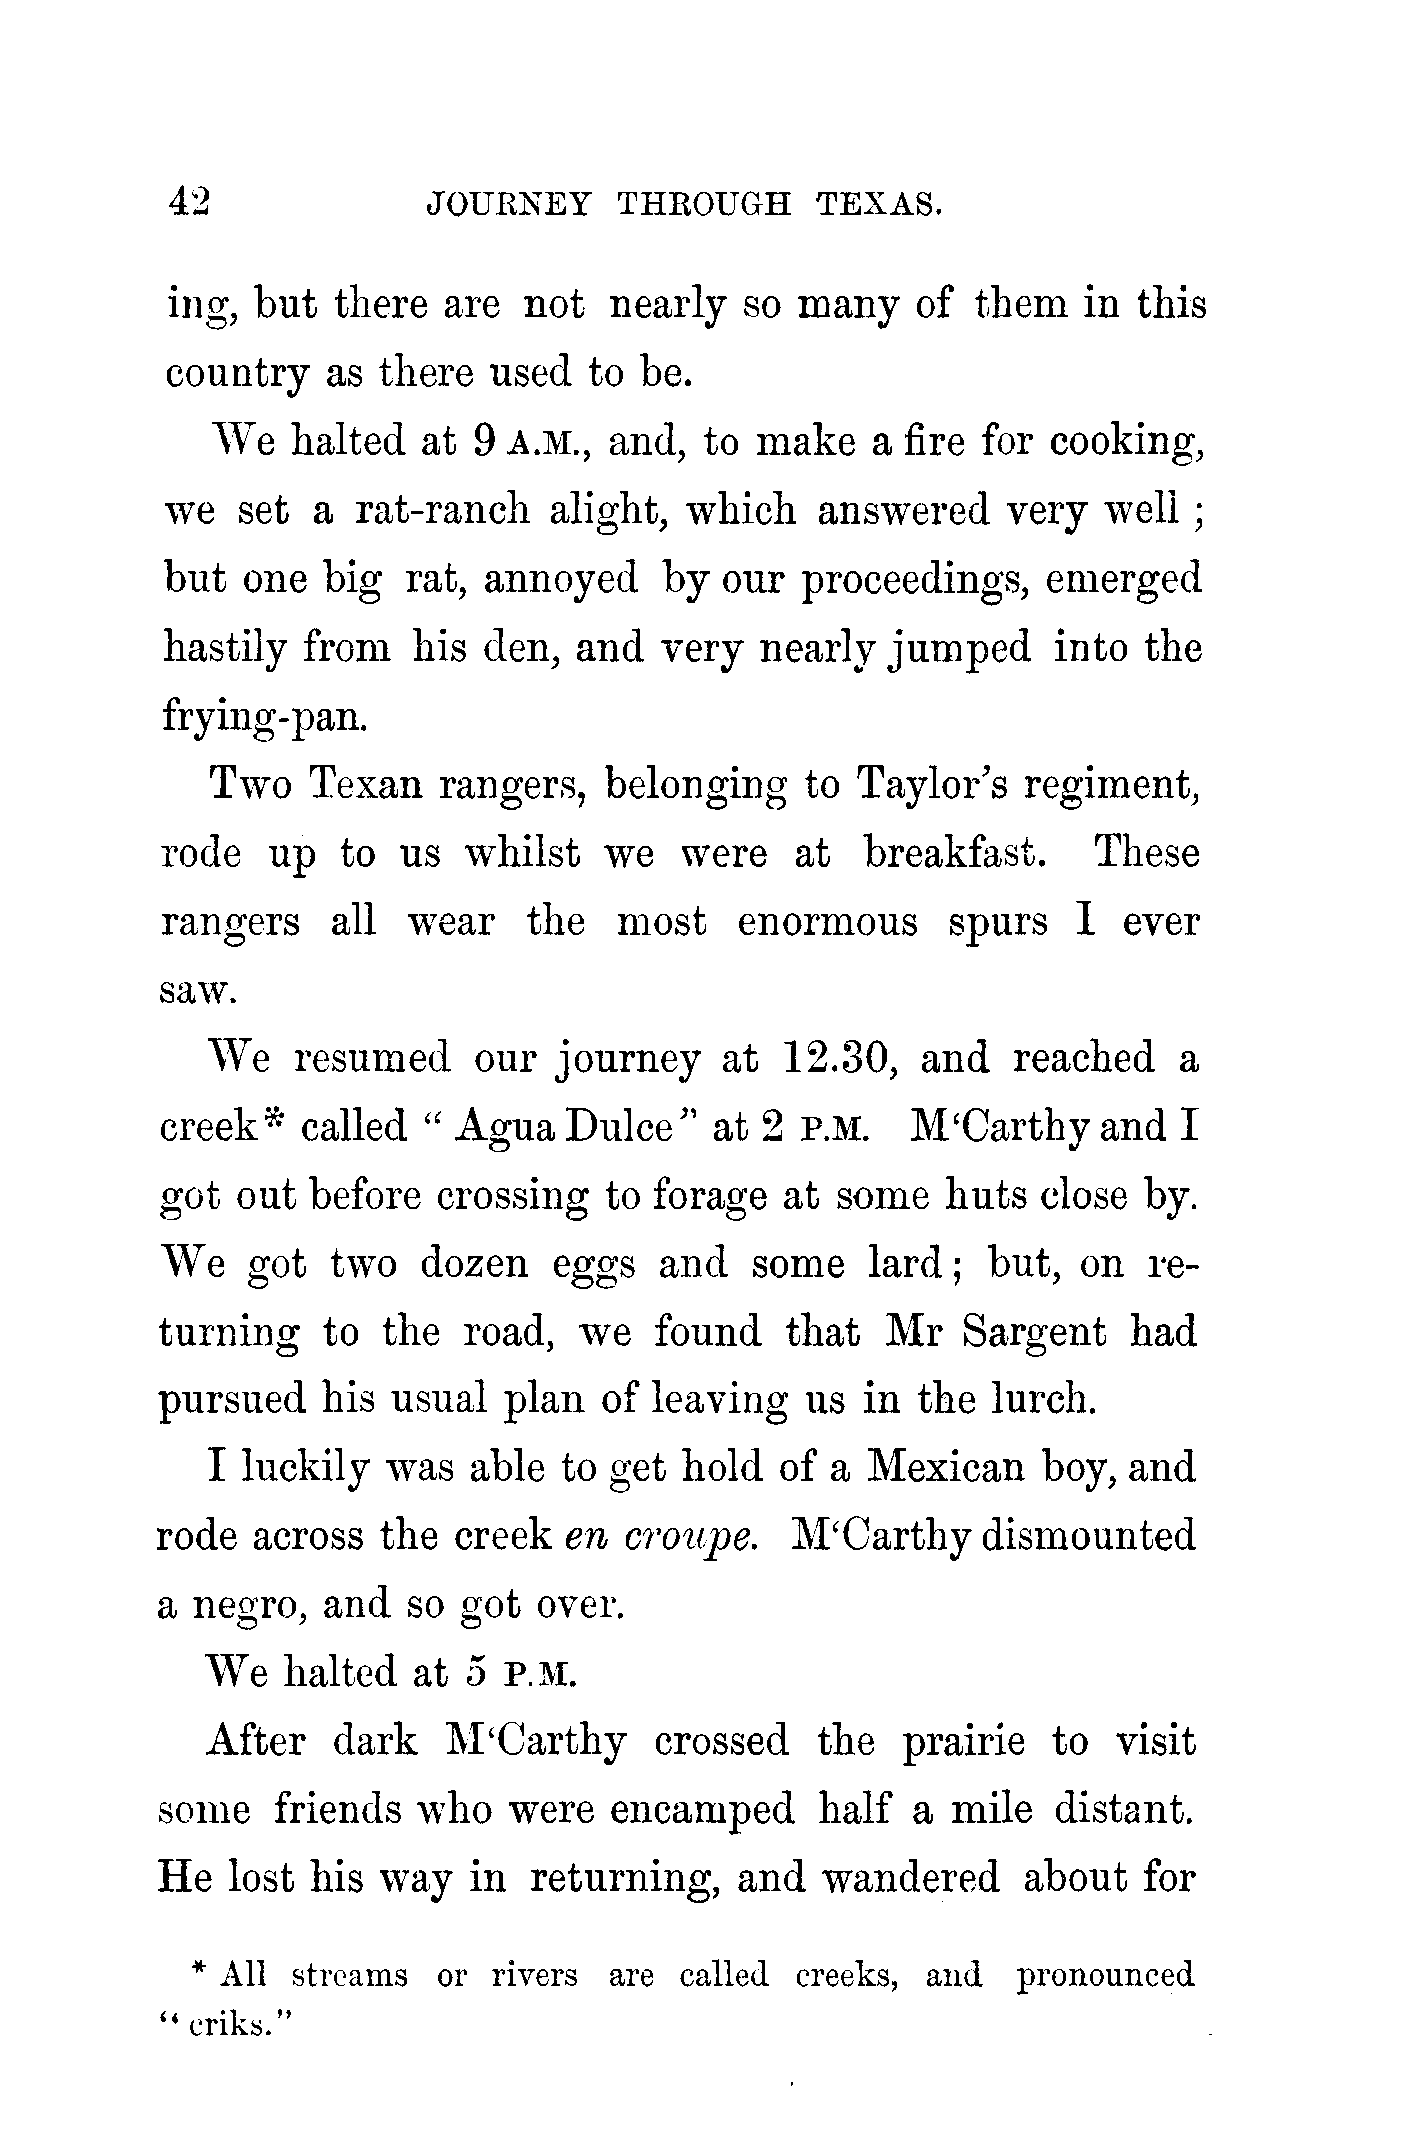 42 JOURNEY THROUGH TEXAS.
ing, but there are not nearly so many of them in this
country as there used to be.
We halted at 9 A.M., and, to make a fire for cooking,
we set a rat-ranch alight, which answered very well ;
but one big rat, annoyed by our proceedings, emerged
hastily from his den, and very nearly jumped into the
frying-pan.
Two Texan rangers, belonging to Taylor's regiment,
rode up to us whilst we were at breakfast. These
rangers all wear the most enormous spurs I ever
saw.
We resumed our journey at 12.30, and reached a
creek* called “ Agua Dulce ” at 2 P.M. M‘Carthy and I
got out before crossing to forage at some huts close by.
We got two dozen eggs and some lard ; but, on re-
turning to the road, we found that Mr Sargent had
pursued his usual plan of leaving us in the lurch.
I luckily was able to get hold of a Mexican boy, and
rode across the creek en croupe. M‘Carthy dismounted
a negro, and so got over.
We halted at 5 P.M.
After dark M‘Carthy crossed the prairie to visit
some friends who were encamped half a mile distant.
He lost his way in returning, and wandered about for
* All streams or rivers are called creeks, and pronounced
“ criks.”